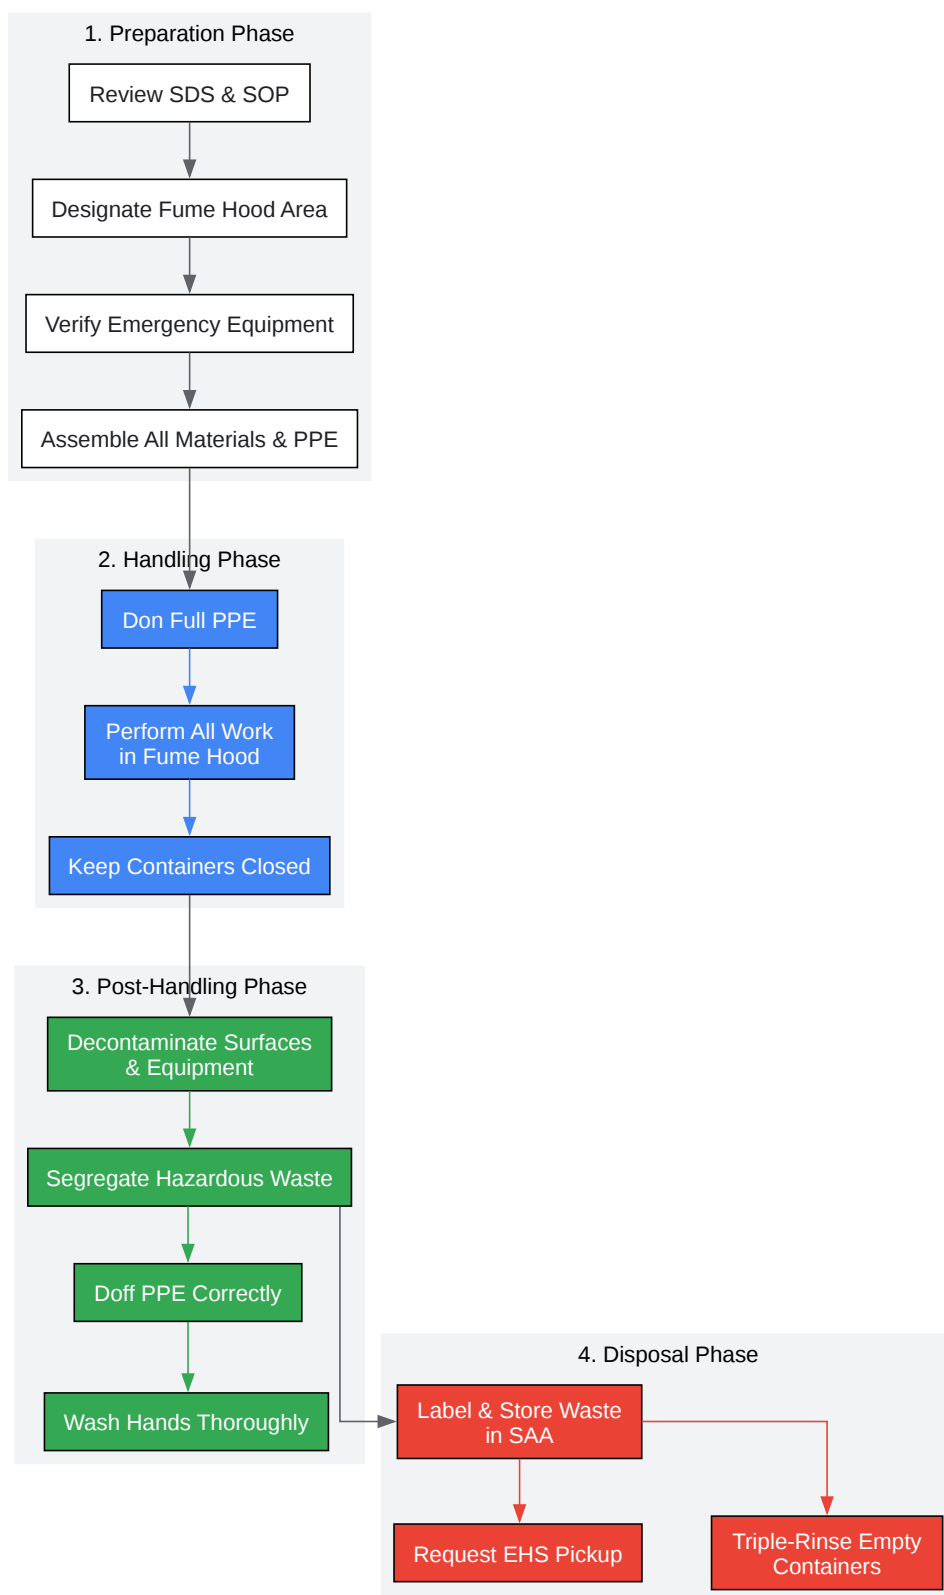 1. Preparation Phase
Review SDS & SOP
Designate Fume Hood Area
Verify Emergency Equipment
Assemble All Materials & PPE
2. Handling Phase
Don Full PPE
Perform All Work
in Fume Hood
Keep Containers Closed
3. Post-Handling Phase
Decontaminate Surfaces
& Equipment
Segregate Hazardous Waste
Doff PPE Correctly
Wash Hands Thoroughly
4. Disposal Phase
Label & Store Waste
in SAA
Request EHS Pickup
Triple-Rinse Empty
Containers